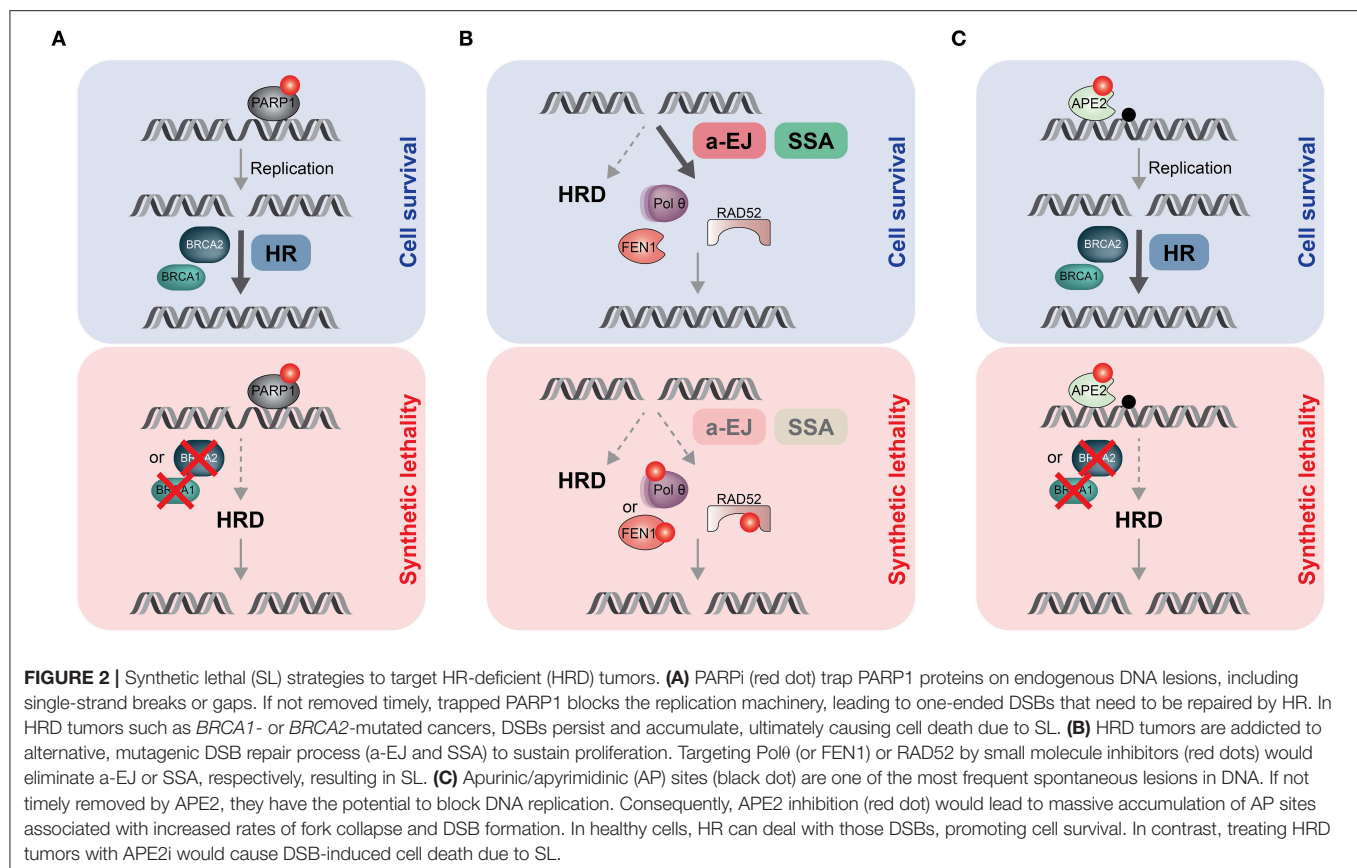 A
B
C
PARP1
Replication
BRCA2
BRCA1
HR
Cell survival
PARP1
or
BRCA2
BRCA1
HRD
Synthetic lethality
a-EJ
SSA
HRD
Pol θ
RAD52
FEN1
Cell survival
a-EJ
SSA
HRD
Pol θ
RAD52
or
FEN1
Synthetic lethality
APE2
Replication
BRCA2
BRCA1
HR
Cell survival
APE2
or
BRCA2
BRCA1
HRD
Synthetic lethality
FIGURE 2 | Synthetic lethal (SL) strategies to target HR-deficient (HRD) tumors. (A) PARPi (red dot) trap PARP1 proteins on endogenous DNA lesions, including
single-strand breaks or gaps. If not removed timely, trapped PARP1 blocks the replication machinery, leading to one-ended DSBs that need to be repaired by HR. In
HRD tumors such as BRCA1- or BRCA2-mutated cancers, DSBs persist and accumulate, ultimately causing cell death due to SL. (B) HRD tumors are addicted to
alternative, mutagenic DSB repair process (a-EJ and SSA) to sustain proliferation. Targeting Polθ (or FEN1) or RAD52 by small molecule inhibitors (red dots) would
eliminate a-EJ or SSA, respectively, resulting in SL. (C) Apurinic/apyrimidinic (AP) sites (black dot) are one of the most frequent spontaneous lesions in DNA. If not
timely removed by APE2, they have the potential to block DNA replication. Consequently, APE2 inhibition (red dot) would lead to massive accumulation of AP sites
associated with increased rates of fork collapse and DSB formation. In healthy cells, HR can deal with those DSBs, promoting cell survival. In contrast, treating HRD
tumors with APE2i would cause DSB-induced cell death due to SL.